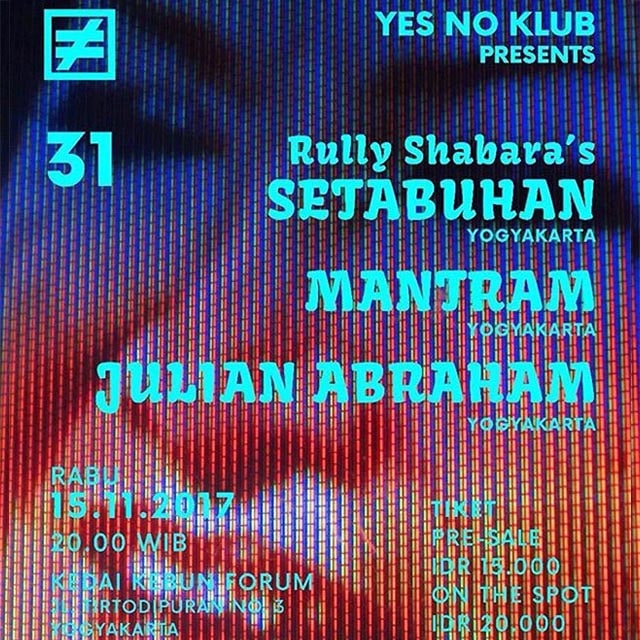 YES NO KLUB
PRESENTS
31
Rully Shabara's
SETABUHAN
YOGYAKARTA
MANTRAM
YOGYAKARTA
JULIAN ABRAHAM
YOGYAKARTA
RABU
15.11.2017
20.00 WIB
KEDAI KEBUN FORUM
JL. TIRTODIPURAN NO. 3
YOGYAKARTA
TIKET
PRE-SALE
IDR 15.000
ON THE SPOT
IDR 20.000